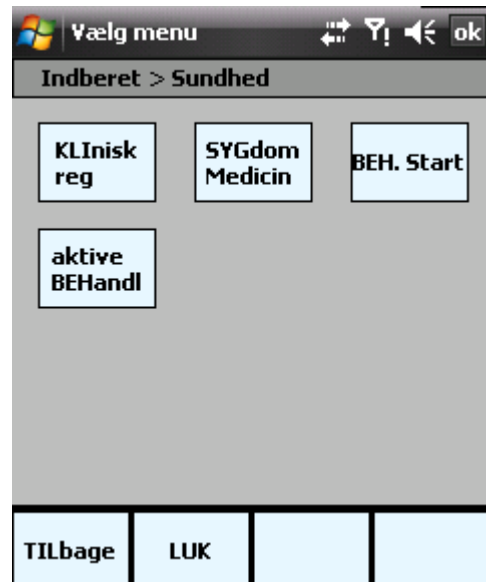 Vælg menu
ok
Indberet > Sundhed
KLInisk
reg
SYGdom
Medicin
BEH. Start
aktive
BEHandl
TILbage
LUK